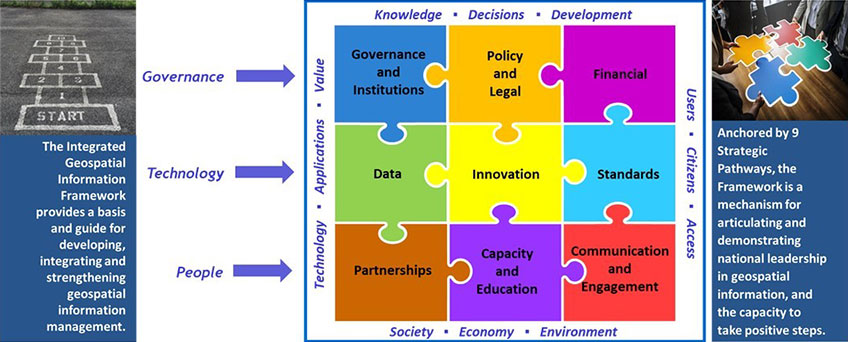 START
The Integrated
Geospatial
Information
Framework
provides a basis
and guide for
developing,
integrating and
strengthening
geospatial
information
management.
Governance
Technology
People
Knowledge ▪ Decisions ▪ Development
Technology ▪ Applications ▪ Value
Governance
and
Institutions
Policy
and
Legal
Financial
Data
Innovation
Standards
Partnerships
Capacity
and
Education
Communication
and
Engagement
Users ▪ Citizens ▪ Access
Society ▪ Economy ▪ Environment
Anchored by 9
Strategic
Pathways, the
Framework is a
mechanism for
articulating and
demonstrating
national leadership
in geospatial
information, and
the capacity to
take positive steps.